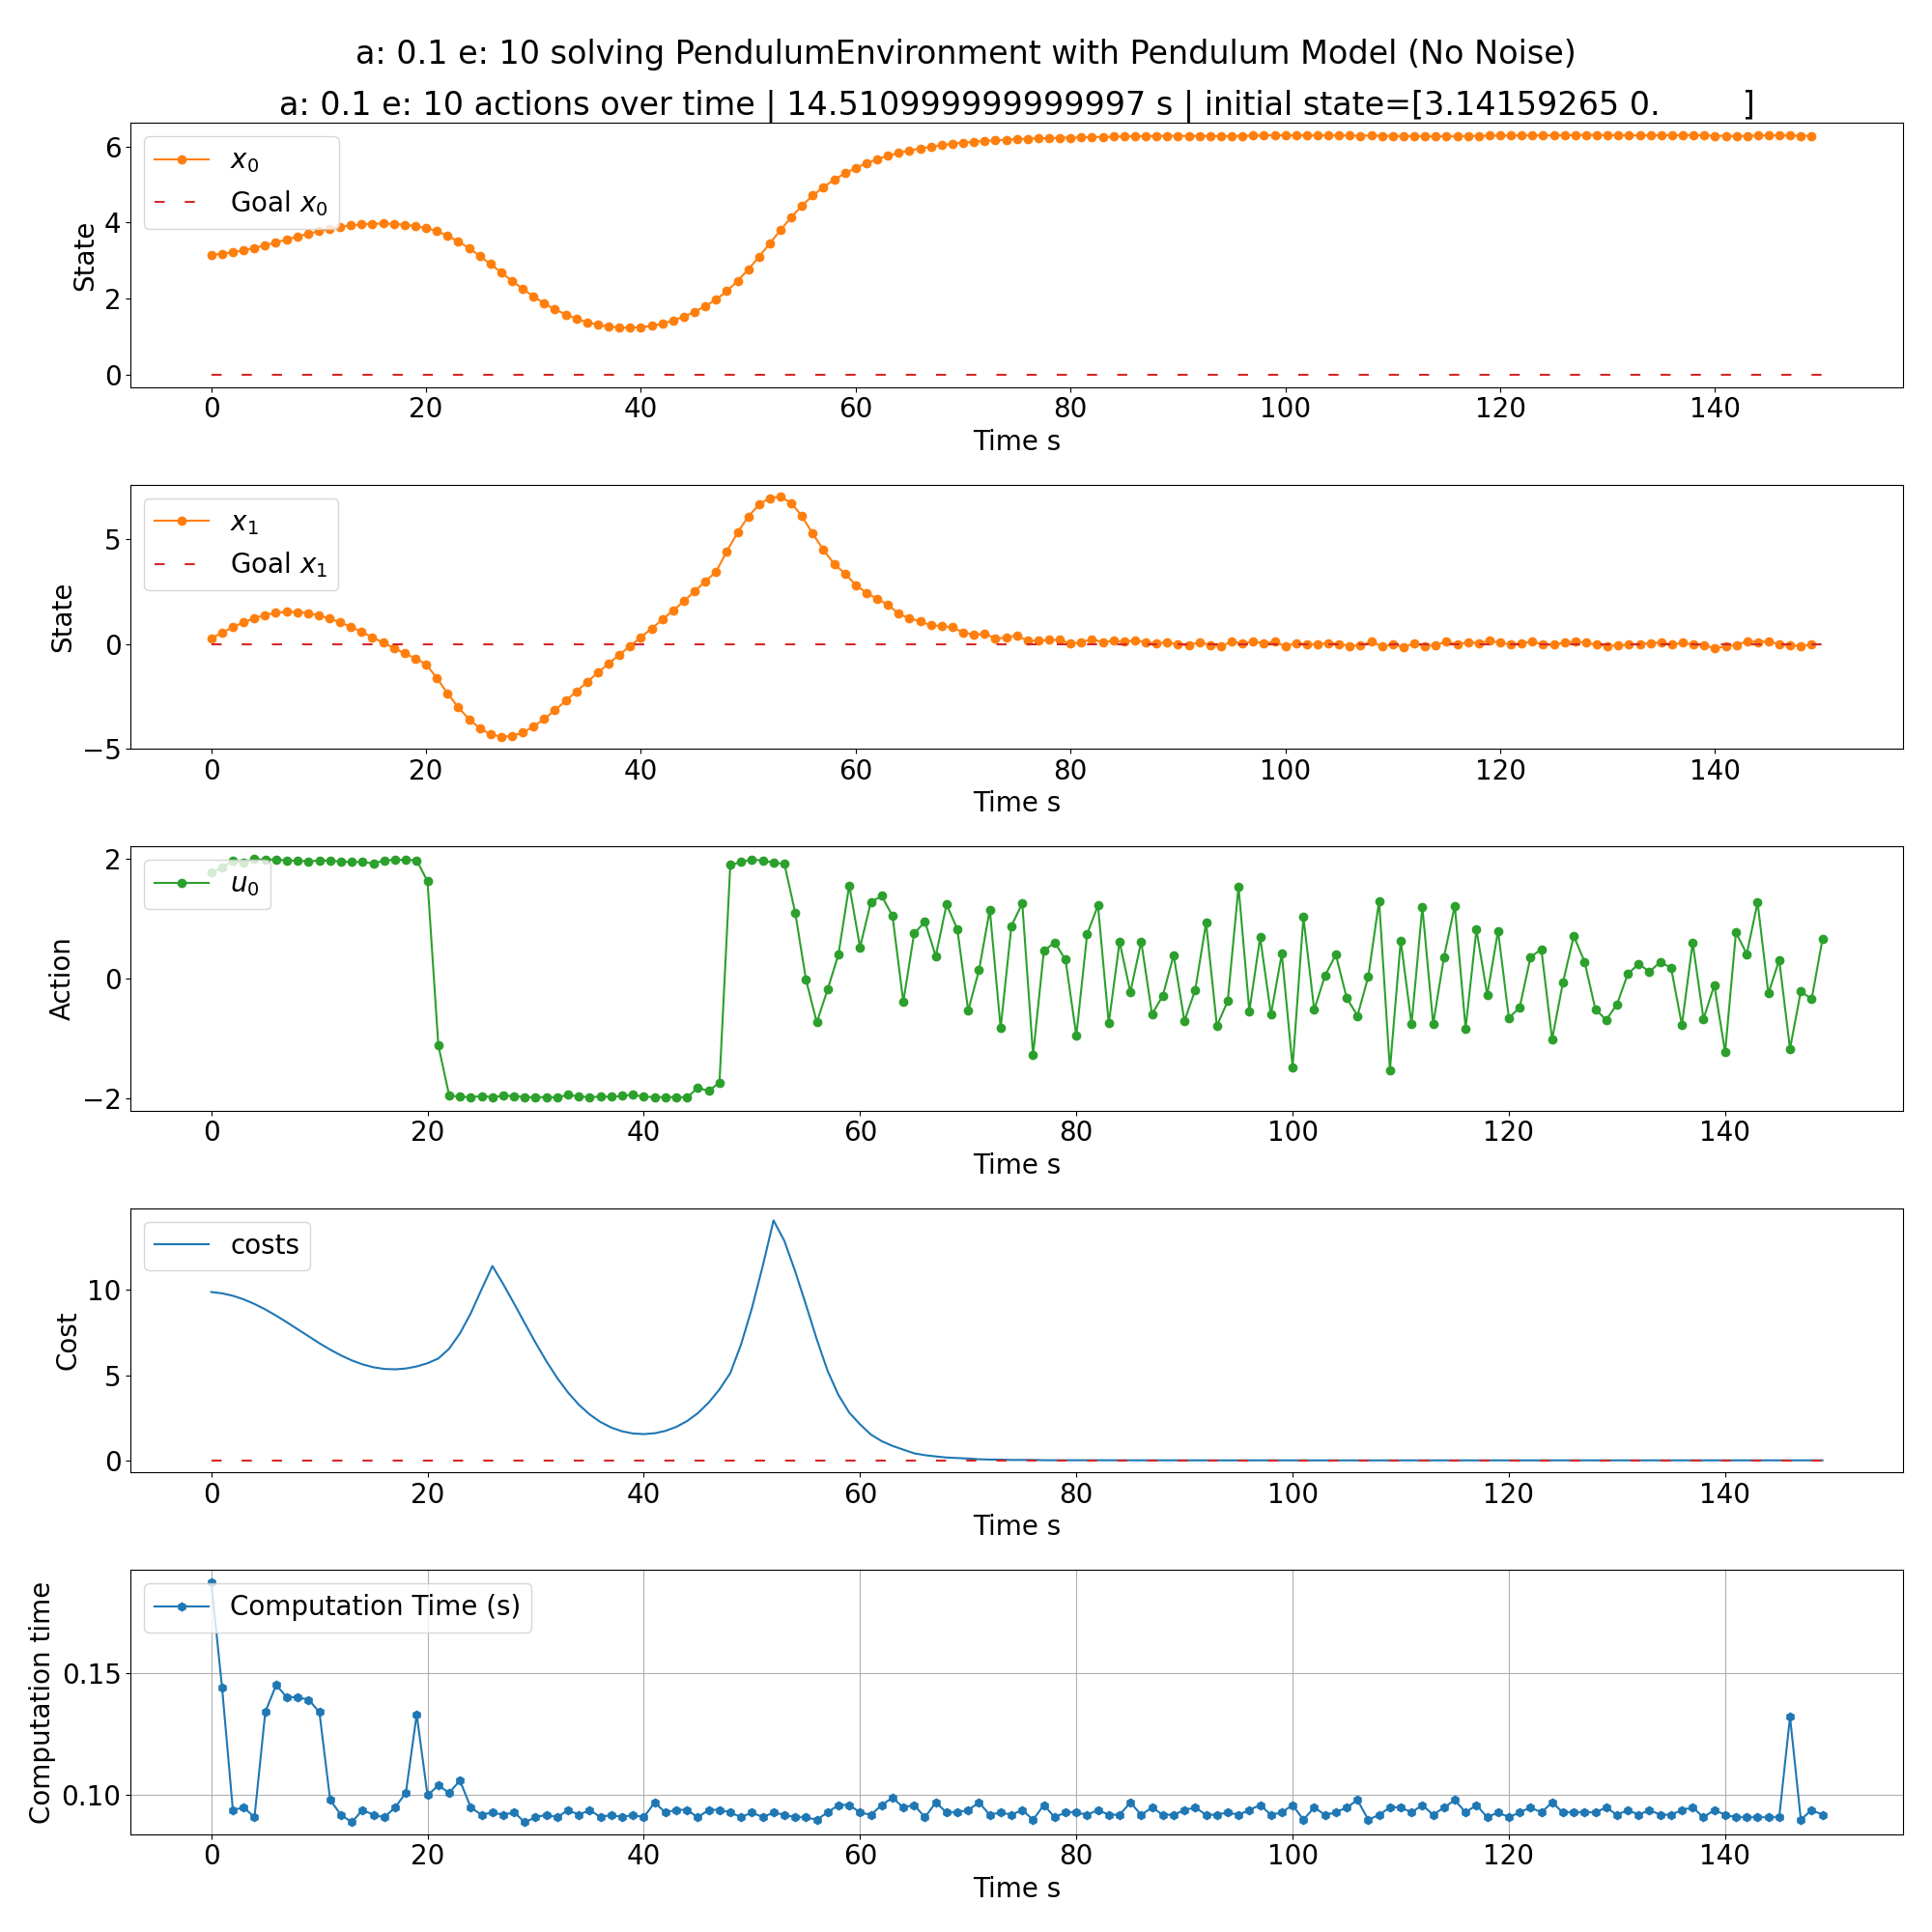 a: 0.1 e: 10 solving PendulumEnvironment with Pendulum Model (No Noise)
a: 0.1 e: 10 actions over time | 14.510999999999997 s | initial state=[3.14159265 0.        ]
x_0
Goal x_0
State
6
4
2
0
0 20 40 60 80 100 120 140
Time s
x_1
Goal x_1
State
5
0
−5
0 20 40 60 80 100 120 140
Time s
u_0
Action
2
0
−2
0 20 40 60 80 100 120 140
Time s
costs
Cost
10
5
0
0 20 40 60 80 100 120 140
Time s
Computation Time (s)
Computation time
0.15
0.10
0 20 40 60 80 100 120 140
Time s